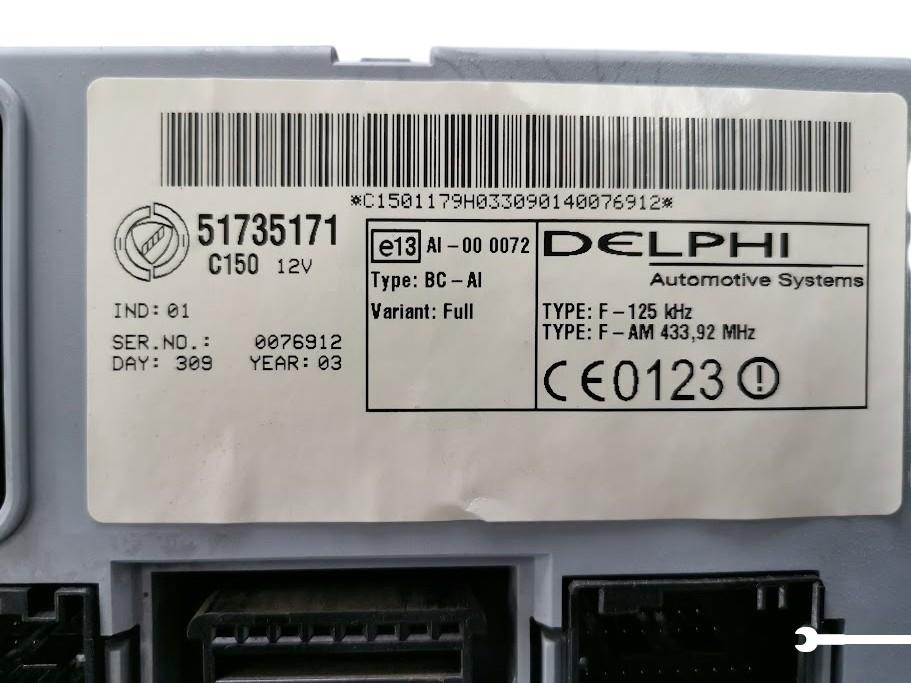 *C1501179H033090140076912*
51735171
C150 12V
IND: 01
SER.NO.: 0076912
DAY: 309 YEAR: 03
e13 AI-00 0072
Type: BC-AI
Variant: Full
DELPHI
Automotive Systems
TYPE: F-125 kHz
TYPE: F-AM 433,92 MHz
CE0123